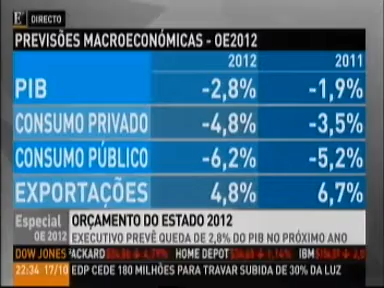 E DIRECTO
PREVISÕES MACROECONÓMICAS - OE2012
2012 2011
PIB -2,8% -1,9%
CONSUMO PRIVADO -4,8% -3,5%
CONSUMO PÚBLICO -6,2% -5,2%
EXPORTAÇÕES 4,8% 6,7%
Especial ORÇAMENTO DO ESTADO 2012
OE 2012 EXECUTIVO PREVÊ QUEDA DE 2,8% DO PIB NO PRÓXIMO ANO
DOW JONES PACKARD HOME DEPOT IBM
22:34 17/10 EDP CEDE 180 MILHÕES PARA TRAVAR SUBIDA DE 30% DA LUZ